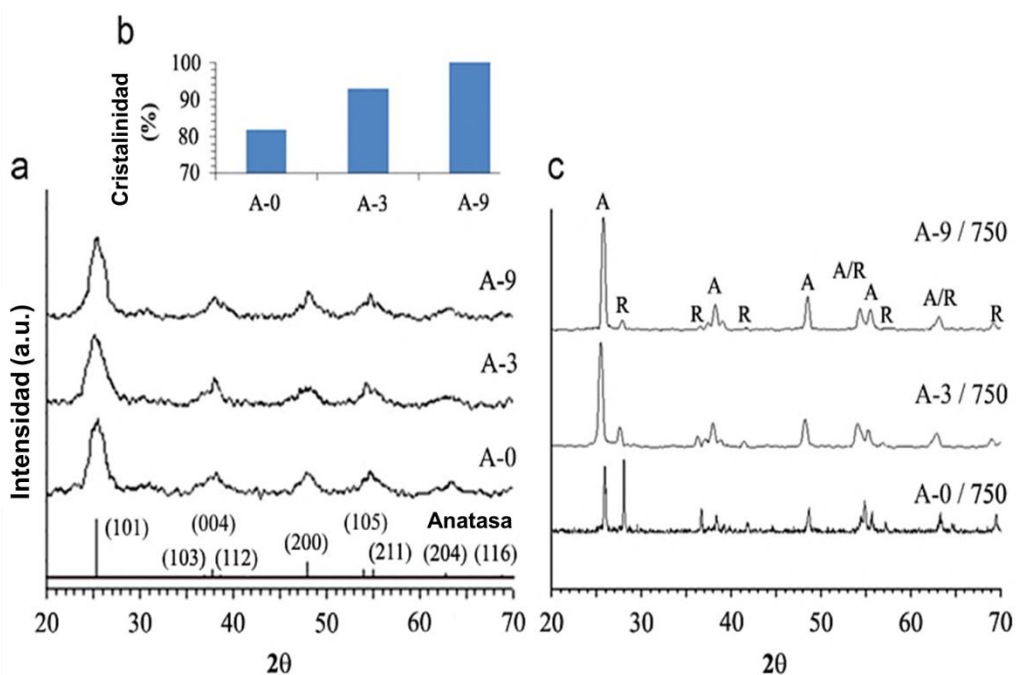 b
Cristalinidad
(%)
100
90
80
70
A-0 A-3 A-9
a
Intensidad (a.u.)
A-9
A-3
A-0
Anatasa
(101) (004) (105)
(103) (112) (200) (211) (204) (116)
20 30 40 50 60 70
2θ
c
A
A-9 / 750
R R A R A A/R A R A/R R
A-3 / 750
A-0 / 750
20 30 40 50 60 70
2θ